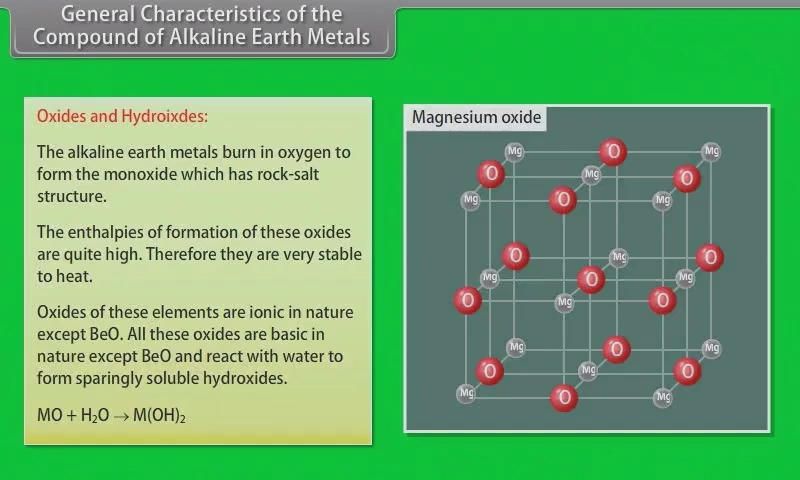 General Characteristics of the
Compound of Alkaline Earth Metals
Oxides and Hydroixdes:
The alkaline earth metals burn in oxygen to
form the monoxide which has rock-salt
structure.
The enthalpies of formation of these oxides
are quite high. Therefore they are very stable
to heat.
Oxides of these elements are ionic in nature
except BeO. All these oxides are basic in
nature except BeO and react with water to
form sparingly soluble hydroxides.
MO + H₂O → M(OH)₂
Magnesium oxide
Mg O Mg
O Mg O
Mg O Mg
O Mg O
Mg O Mg
O Mg O
Mg O Mg
O Mg O
Mg O Mg